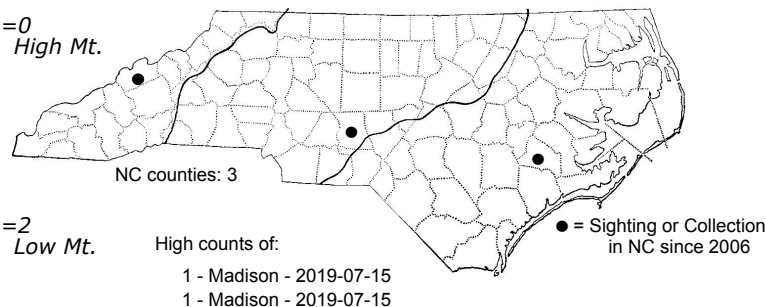 =0
High Mt.
NC counties: 3
=2
Low Mt.
High counts of:
1 - Madison - 2019-07-15
1 - Madison - 2019-07-15
● = Sighting or Collection
in NC since 2006